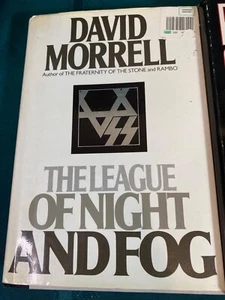 DAVID
MORRELL
Author of THE FRATERNITY OF THE STONE and RAMBO
THE LEAGUE
OF NIGHT
AND FOG